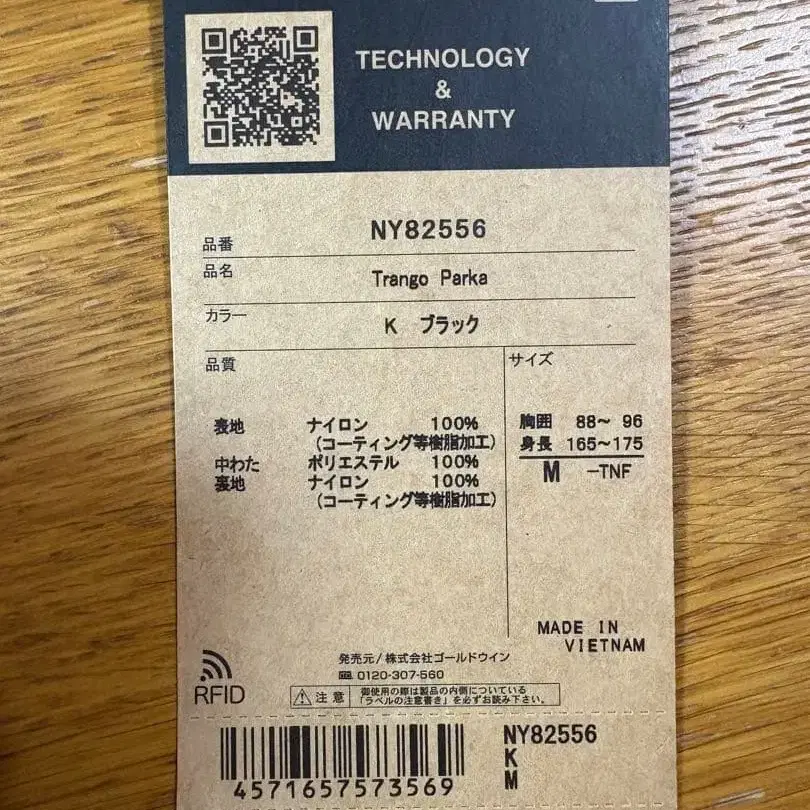 TECHNOLOGY
&
WARRANTY
品番 NY82556
品名 Trango Parka
カラー K ブラック
品質
サイズ
表地 ナイロン 100%
(コーティング等樹脂加工)
中わた ポリエステル 100%
裏地 ナイロン 100%
(コーティング等樹脂加工)
胸囲 88~ 96
身長 165~175
M -TNF
MADE IN
VIETNAM
発売元/株式会社ゴールドウイン
0120-307-560
RFID
注意 御使用の際は製品の内側についている
「ラベルの注意書き」を必ずお読み下さい。
4571657573569
NY82556
K
M